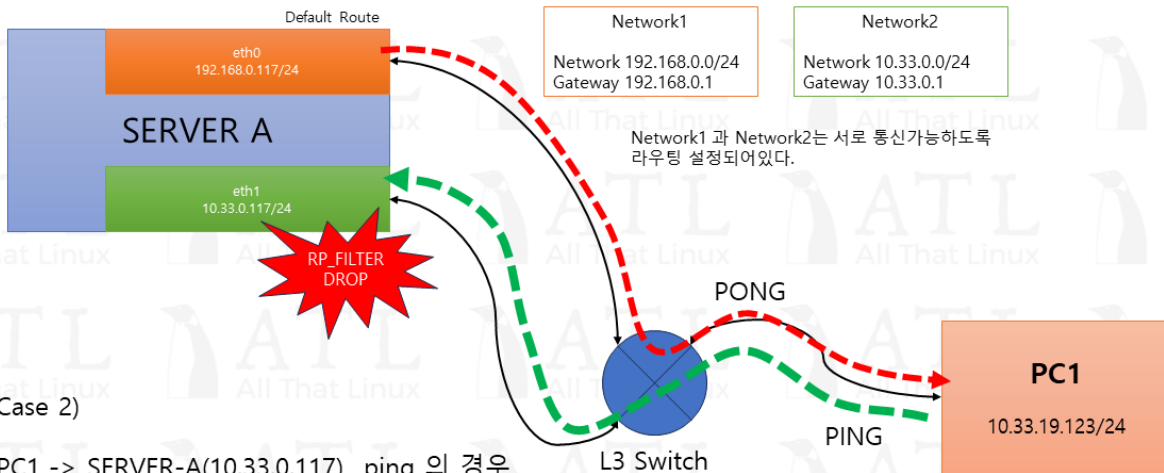 Default Route
eth0
192.168.0.117/24
SERVER A
eth1
10.33.0.117/24
RP_FILTER
DROP
Network1
Network 192.168.0.0/24
Gateway 192.168.0.1
Network2
Network 10.33.0.0/24
Gateway 10.33.0.1
Network1 과 Network2는 서로 통신가능하도록
라우팅 설정되어있다.
PONG
PING
L3 Switch
PC1
10.33.19.123/24
Case 2)
PC1 -> SERVER-A(10.33.0.117) ping 의 경우
ATL
All That Linux